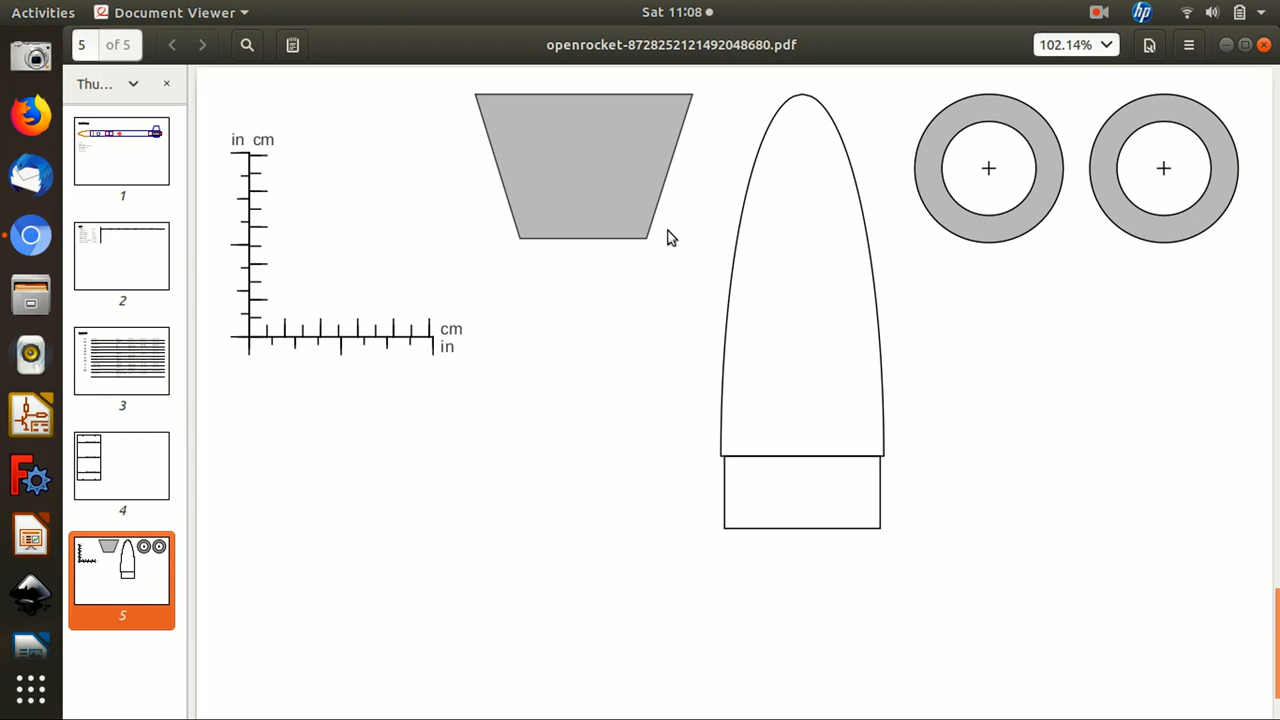 Activities
Document Viewer
Sat 11:08
5
of 5
openrocket-8728252121492048680.pdf
102.14%
Thu...
1
2
3
4
5
in cm
cm
in
hp